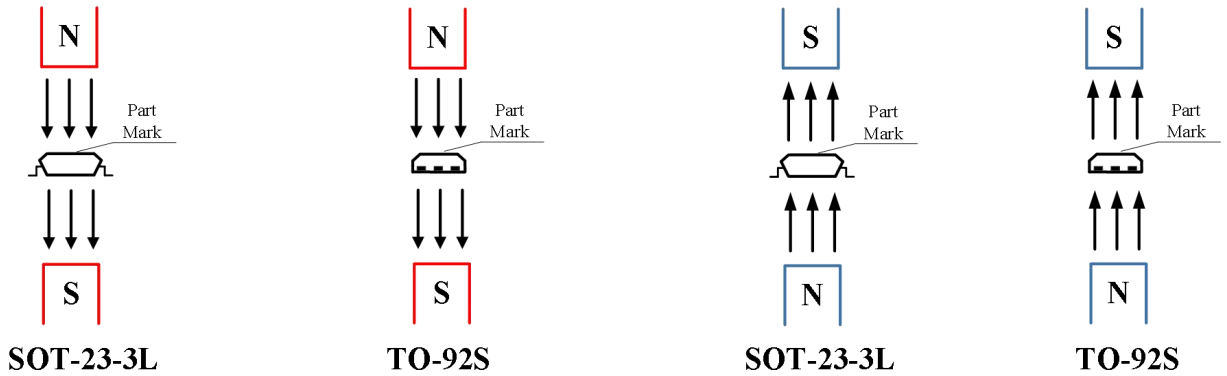 N
N
S
S
Part
Mark
Part
Mark
Part
Mark
Part
Mark
S
S
N
N
SOT-23-3L
TO-92S
SOT-23-3L
TO-92S